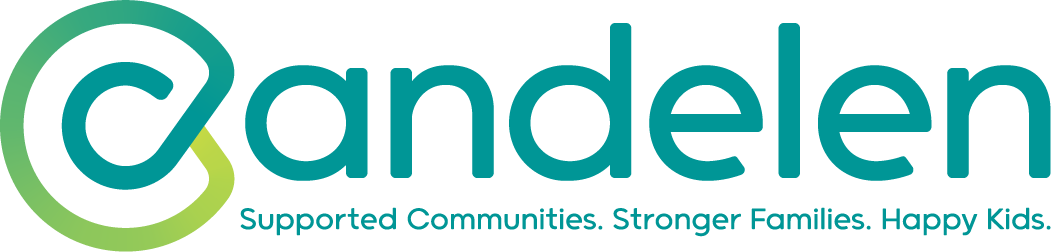 Candelen
Supported Communities. Stronger Families. Happy Kids.